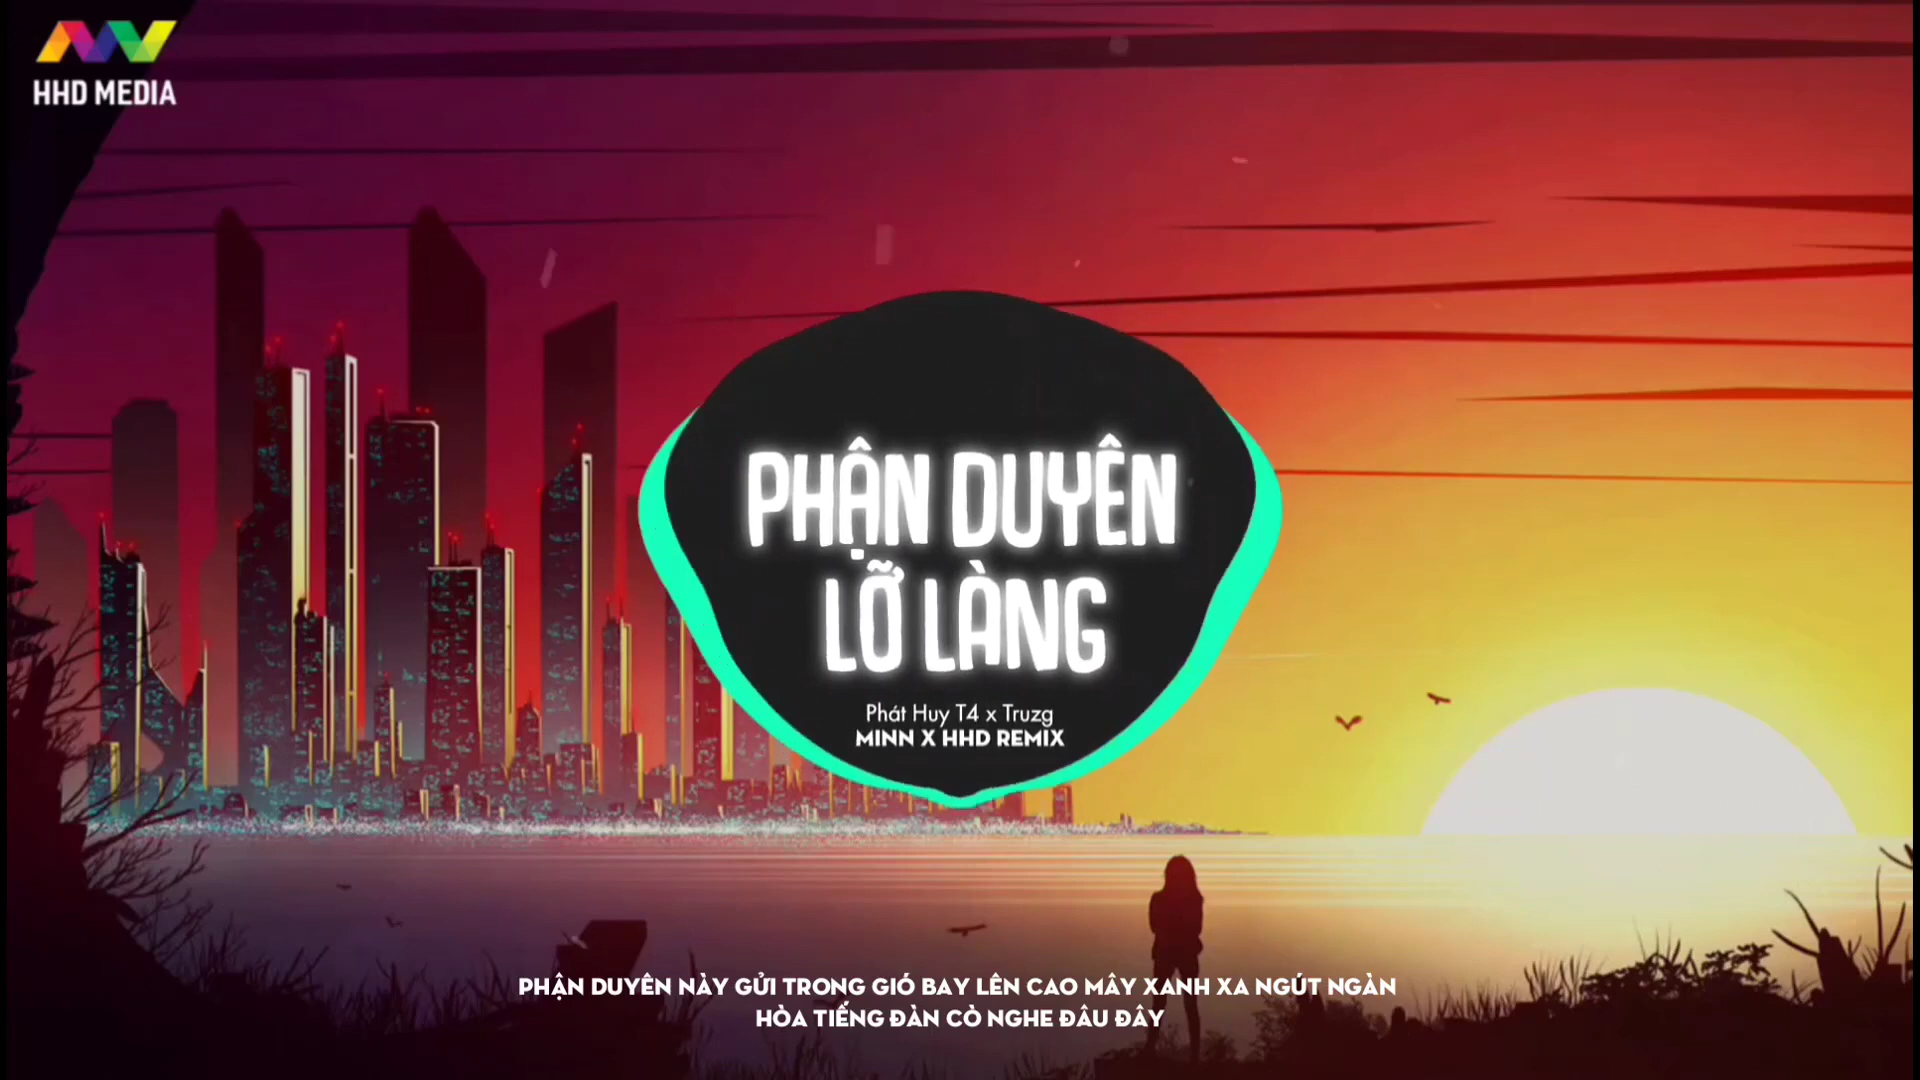 HHD MEDIA
PHẬN DUYÊN
LỠ LÀNG
Phát Huy T4 x Truzg
MINN X HHD REMIX
PHẬN DUYÊN NÀY GỬI TRONG GIÓ BAY LÊN CAO MÂY XANH XA NGÚT NGÀN
HÒA TIẾNG ĐÀN CÒ NGHE ĐÂU ĐÂY